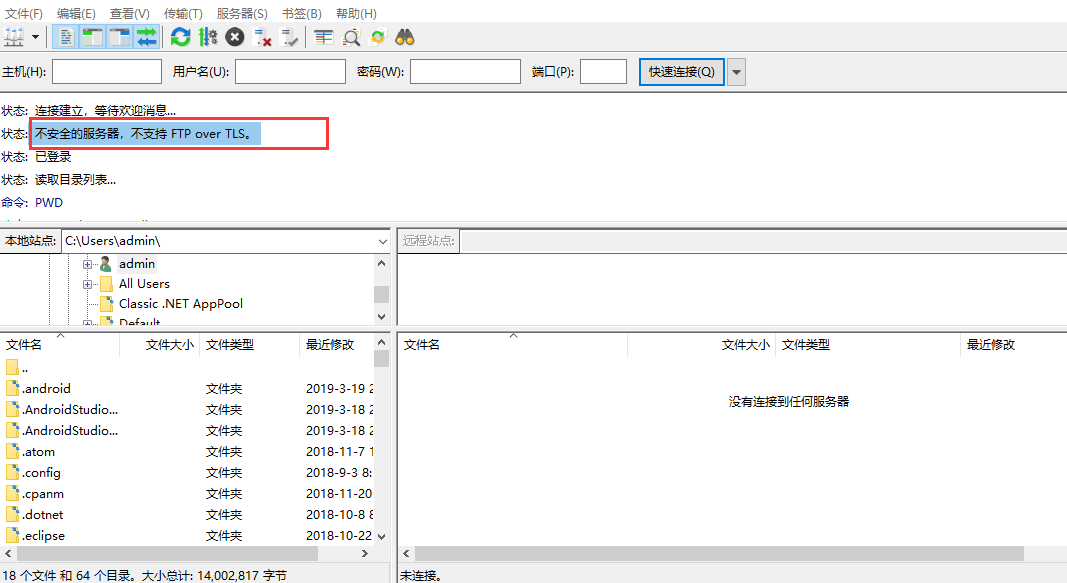 文件(F) 编辑(E) 查看(V) 传输(T) 服务器(S) 书签(B) 帮助(H)
主机(H): 用户名(U): 密码(W): 端口(P): 快速连接(Q)
状态: 连接建立，等待欢迎消息...
状态: 不安全的服务器，不支持 FTP over TLS。
状态: 已登录
状态: 读取目录列表...
命令: PWD
本地站点: C:\Users\admin\
远程站点:
admin
All Users
Classic .NET AppPool
Default
文件名 文件大小 文件类型 最近修改
..
.android 文件夹 2019-3-19 2
.AndroidStudio... 文件夹 2019-3-18 2
.AndroidStudio... 文件夹 2019-3-18 2
.atom 文件夹 2018-11-7 1
.config 文件夹 2018-9-3 8:
.cpanm 文件夹 2018-11-20
.dotnet 文件夹 2018-10-8 8
.eclipse 文件夹 2018-10-22
18 个文件 和 64 个目录。大小总计: 14,002,817 字节
文件名 文件大小 文件类型 最近修改
没有连接到任何服务器
未连接。